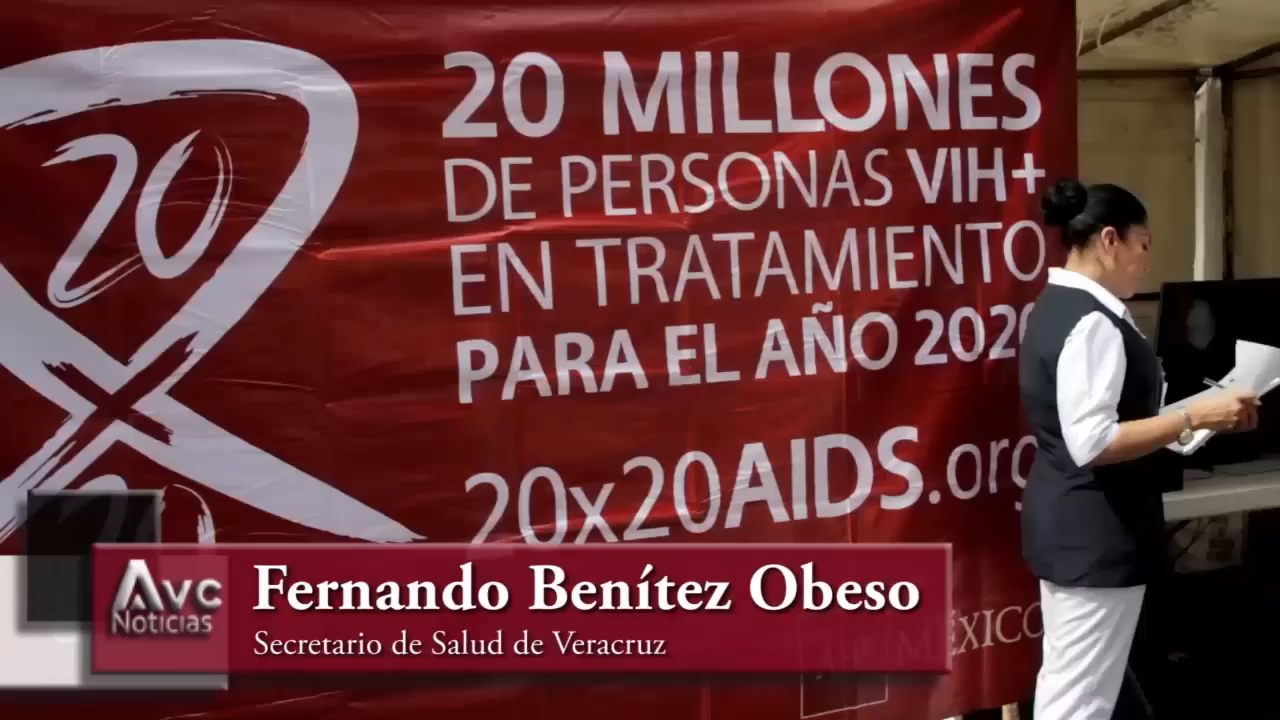 20
20 MILLONES
DE PERSONAS VIH+
EN TRATAMIENTO
PARA EL AÑO 2020
20x20AIDS.org
Avc
Noticias
Fernando Benítez Obeso
Secretario de Salud de Veracruz
MÉXICO